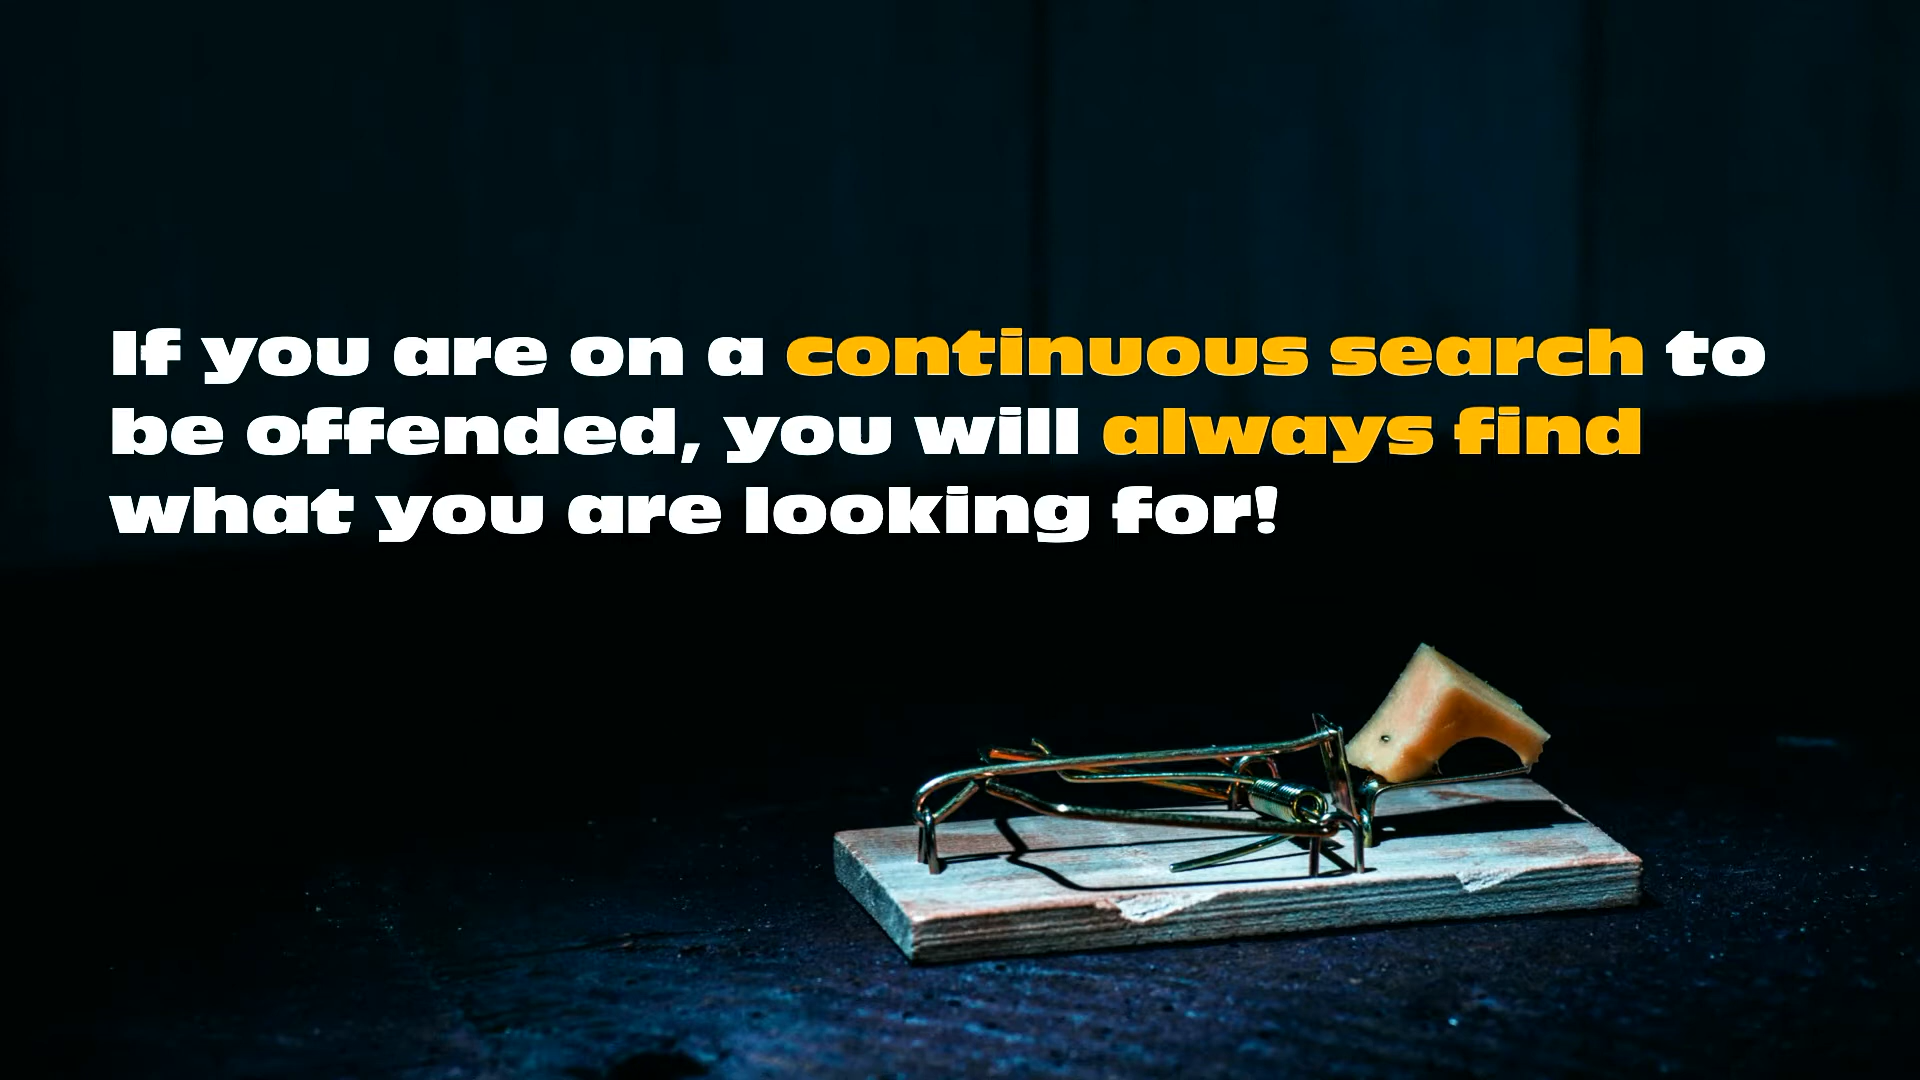 If you are on a continuous search to
be offended, you will always find
what you are looking for!